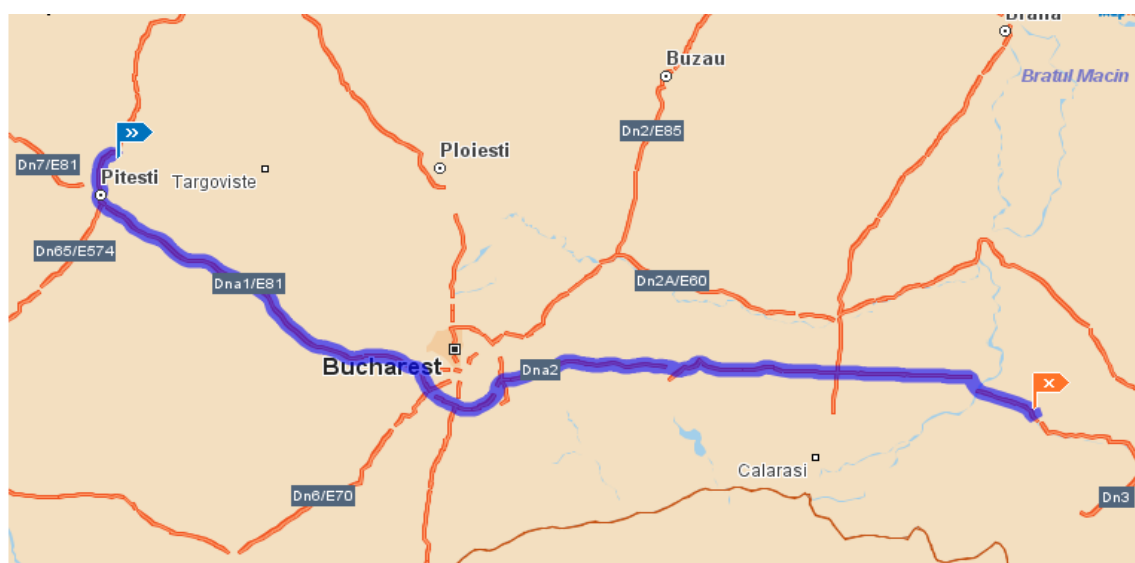 Braila
map
Buzau
Bratul Macin
Dn2/E85
Ploiesti
Dn7/E81
Pitesti
Targoviste
Dn65/E574
Dna1/E81
Dn2A/E60
Bucharest
Dna2
Calarasi
Dn6/E70
Dn3